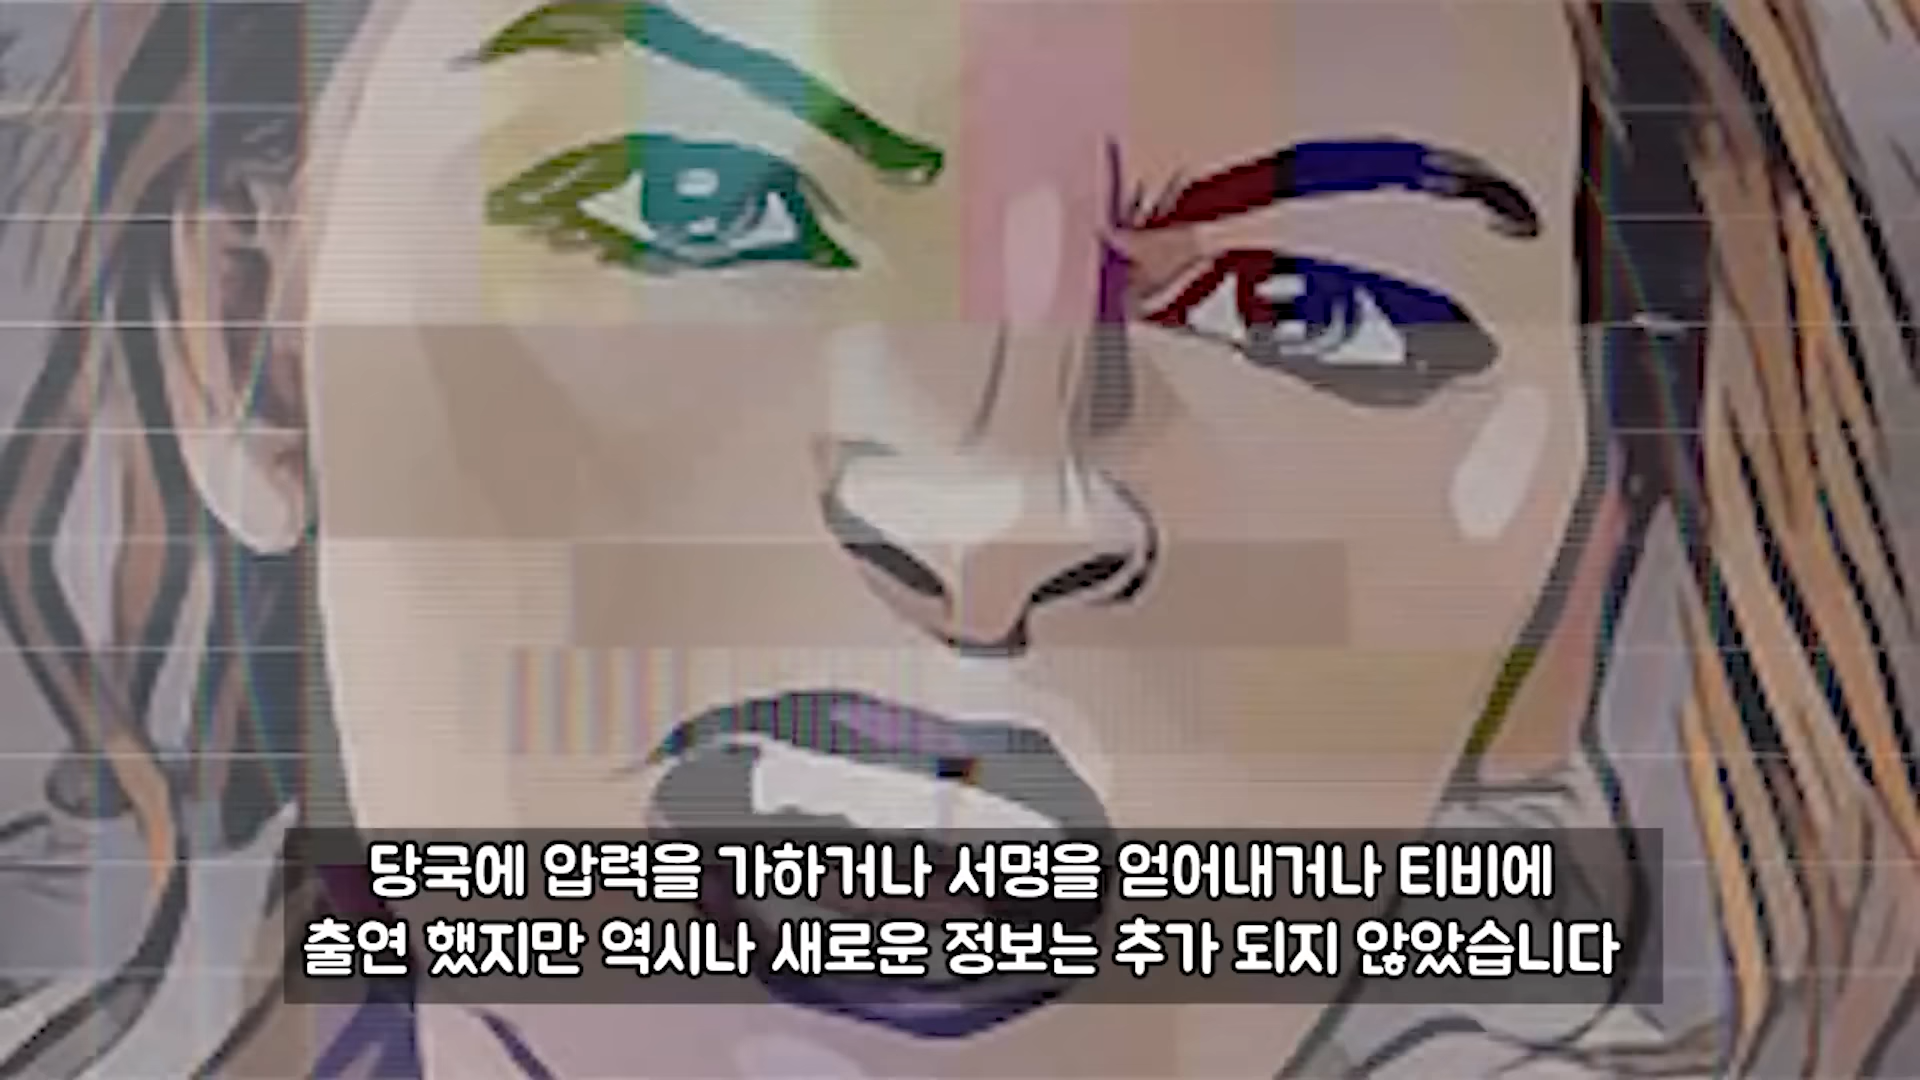 당국에 압력을 가하거나 서명을 얻어내거나 티비에
출연 했지만 역시나 새로운 정보는 추가 되지 않았습니다